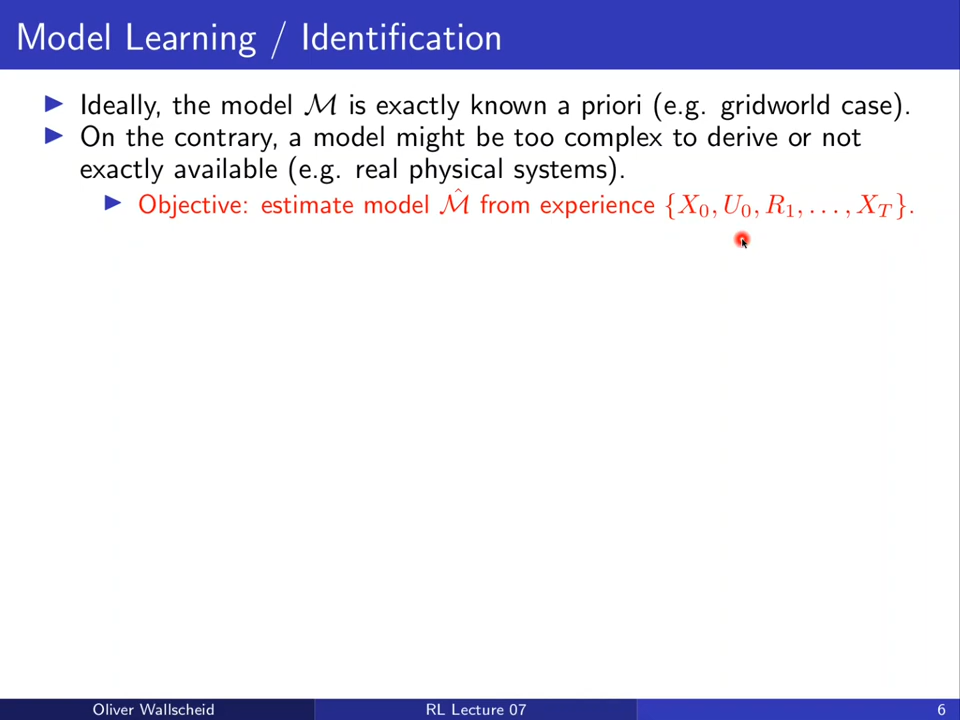 Model Learning / Identification
▶ Ideally, the model ℳ is exactly known a priori (e.g. gridworld case).
▶ On the contrary, a model might be too complex to derive or not
exactly available (e.g. real physical systems).
▶ Objective: estimate model ℳ̂ from experience {X₀, U₀, R₁, . . . , X_T}.
Oliver Wallscheid RL Lecture 07 6